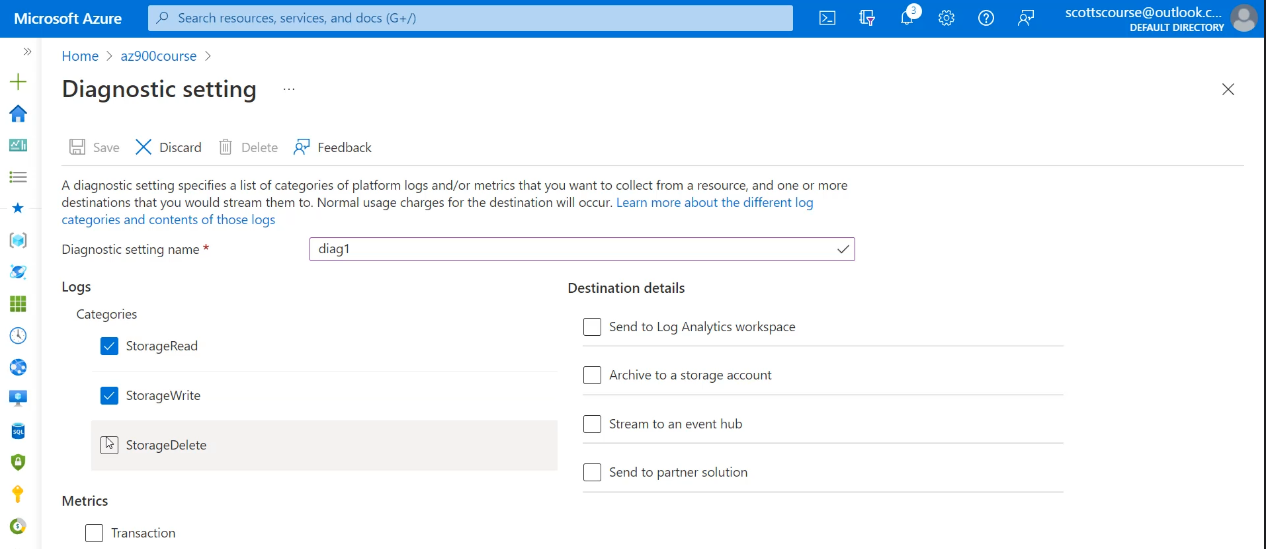 Microsoft Azure
Search resources, services, and docs (G+/)
3
scottscourse@outlook.c...
DEFAULT DIRECTORY
Home > az900course >
Diagnostic setting ...
Save Discard Delete Feedback
A diagnostic setting specifies a list of categories of platform logs and/or metrics that you want to collect from a resource, and one or more
destinations that you would stream them to. Normal usage charges for the destination will occur. Learn more about the different log
categories and contents of those logs
Diagnostic setting name * diag1
Logs
Categories
StorageRead
StorageWrite
StorageDelete
Metrics
Transaction
Destination details
Send to Log Analytics workspace
Archive to a storage account
Stream to an event hub
Send to partner solution
SQL